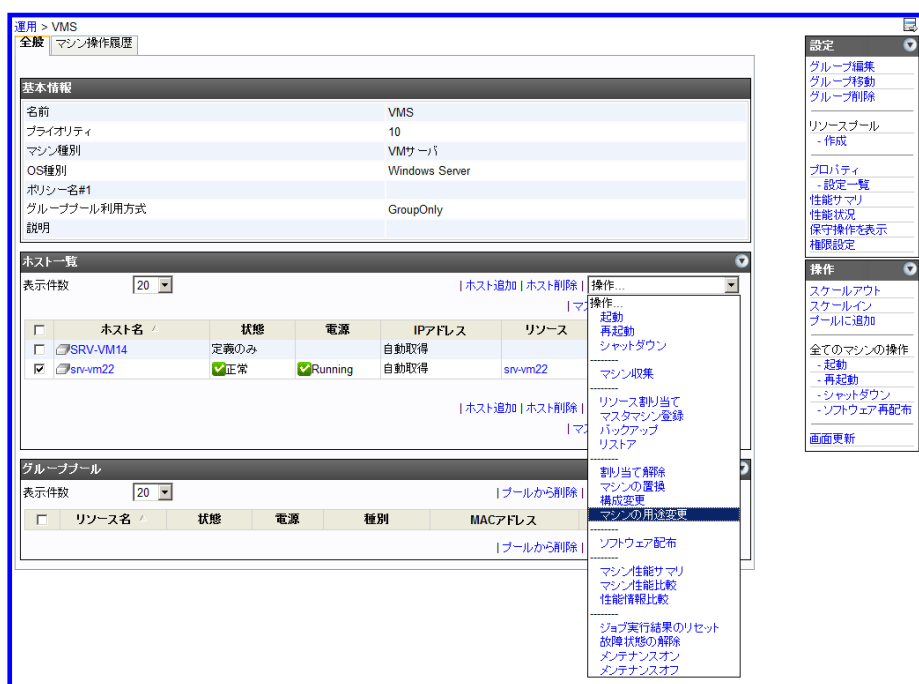 運用 > VMS
全般 マシン操作履歴
基本情報
名前 VMS
プライオリティ 10
マシン種別 VMサーバ
OS種別 Windows Server
ポリシー名#1
グループプール利用方式 GroupOnly
説明
ホスト一覧
表示件数 20 | ホスト追加 | ホスト削除 | 操作...
| マス
ホスト名 状態 電源 IPアドレス リソース
SRV-VM14 定義のみ 自動取得
srv-vm22 正常 Running 自動取得 srv-vm22
| ホスト追加 | ホスト削除 |
| マス
グループプール
表示件数 20 | プールから削除 |
リソース名 状態 電源 種別 MACアドレス
| プールから削除 |
操作...
起動
再起動
シャットダウン
--------
マシン収集
--------
リソース割り当て
マスタマシン登録
バックアップ
リストア
--------
割り当て解除
マシンの置換
構成変更
マシンの用途変更
--------
ソフトウェア配布
--------
マシン性能サマリ
マシン性能比較
性能情報比較
--------
ジョブ実行結果のリセット
故障状態の解除
メンテナンスオン
メンテナンスオフ
設定
グループ編集
グループ移動
グループ削除
リソースプール
- 作成
プロパティ
- 設定一覧
性能サマリ
性能状況
保守操作を表示
権限設定
操作
スケールアウト
スケールイン
プールに追加
全てのマシンの操作
- 起動
- 再起動
- シャットダウン
- ソフトウェア再配布
画面更新